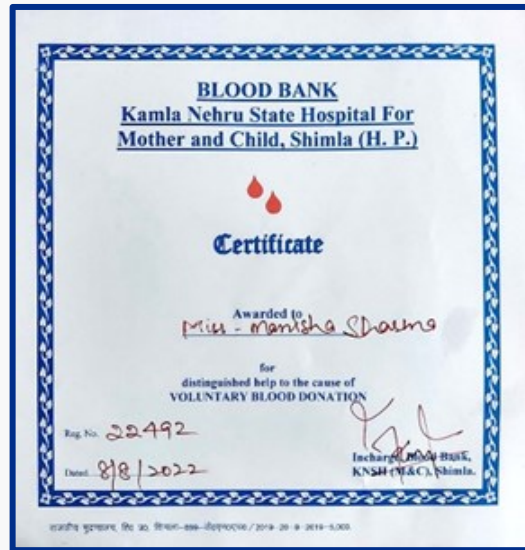 BLOOD BANK
Kamla Nehru State Hospital For
Mother and Child, Shimla (H. P.)
Certificate
Awarded to
Miss - Manisha Sharma
for
distinguished help to the cause of
VOLUNTARY BLOOD DONATION
Reg. No. 22492
Incharge, Blood Bank,
Dated 8/8/2022
KNSH (M&C), Shimla.